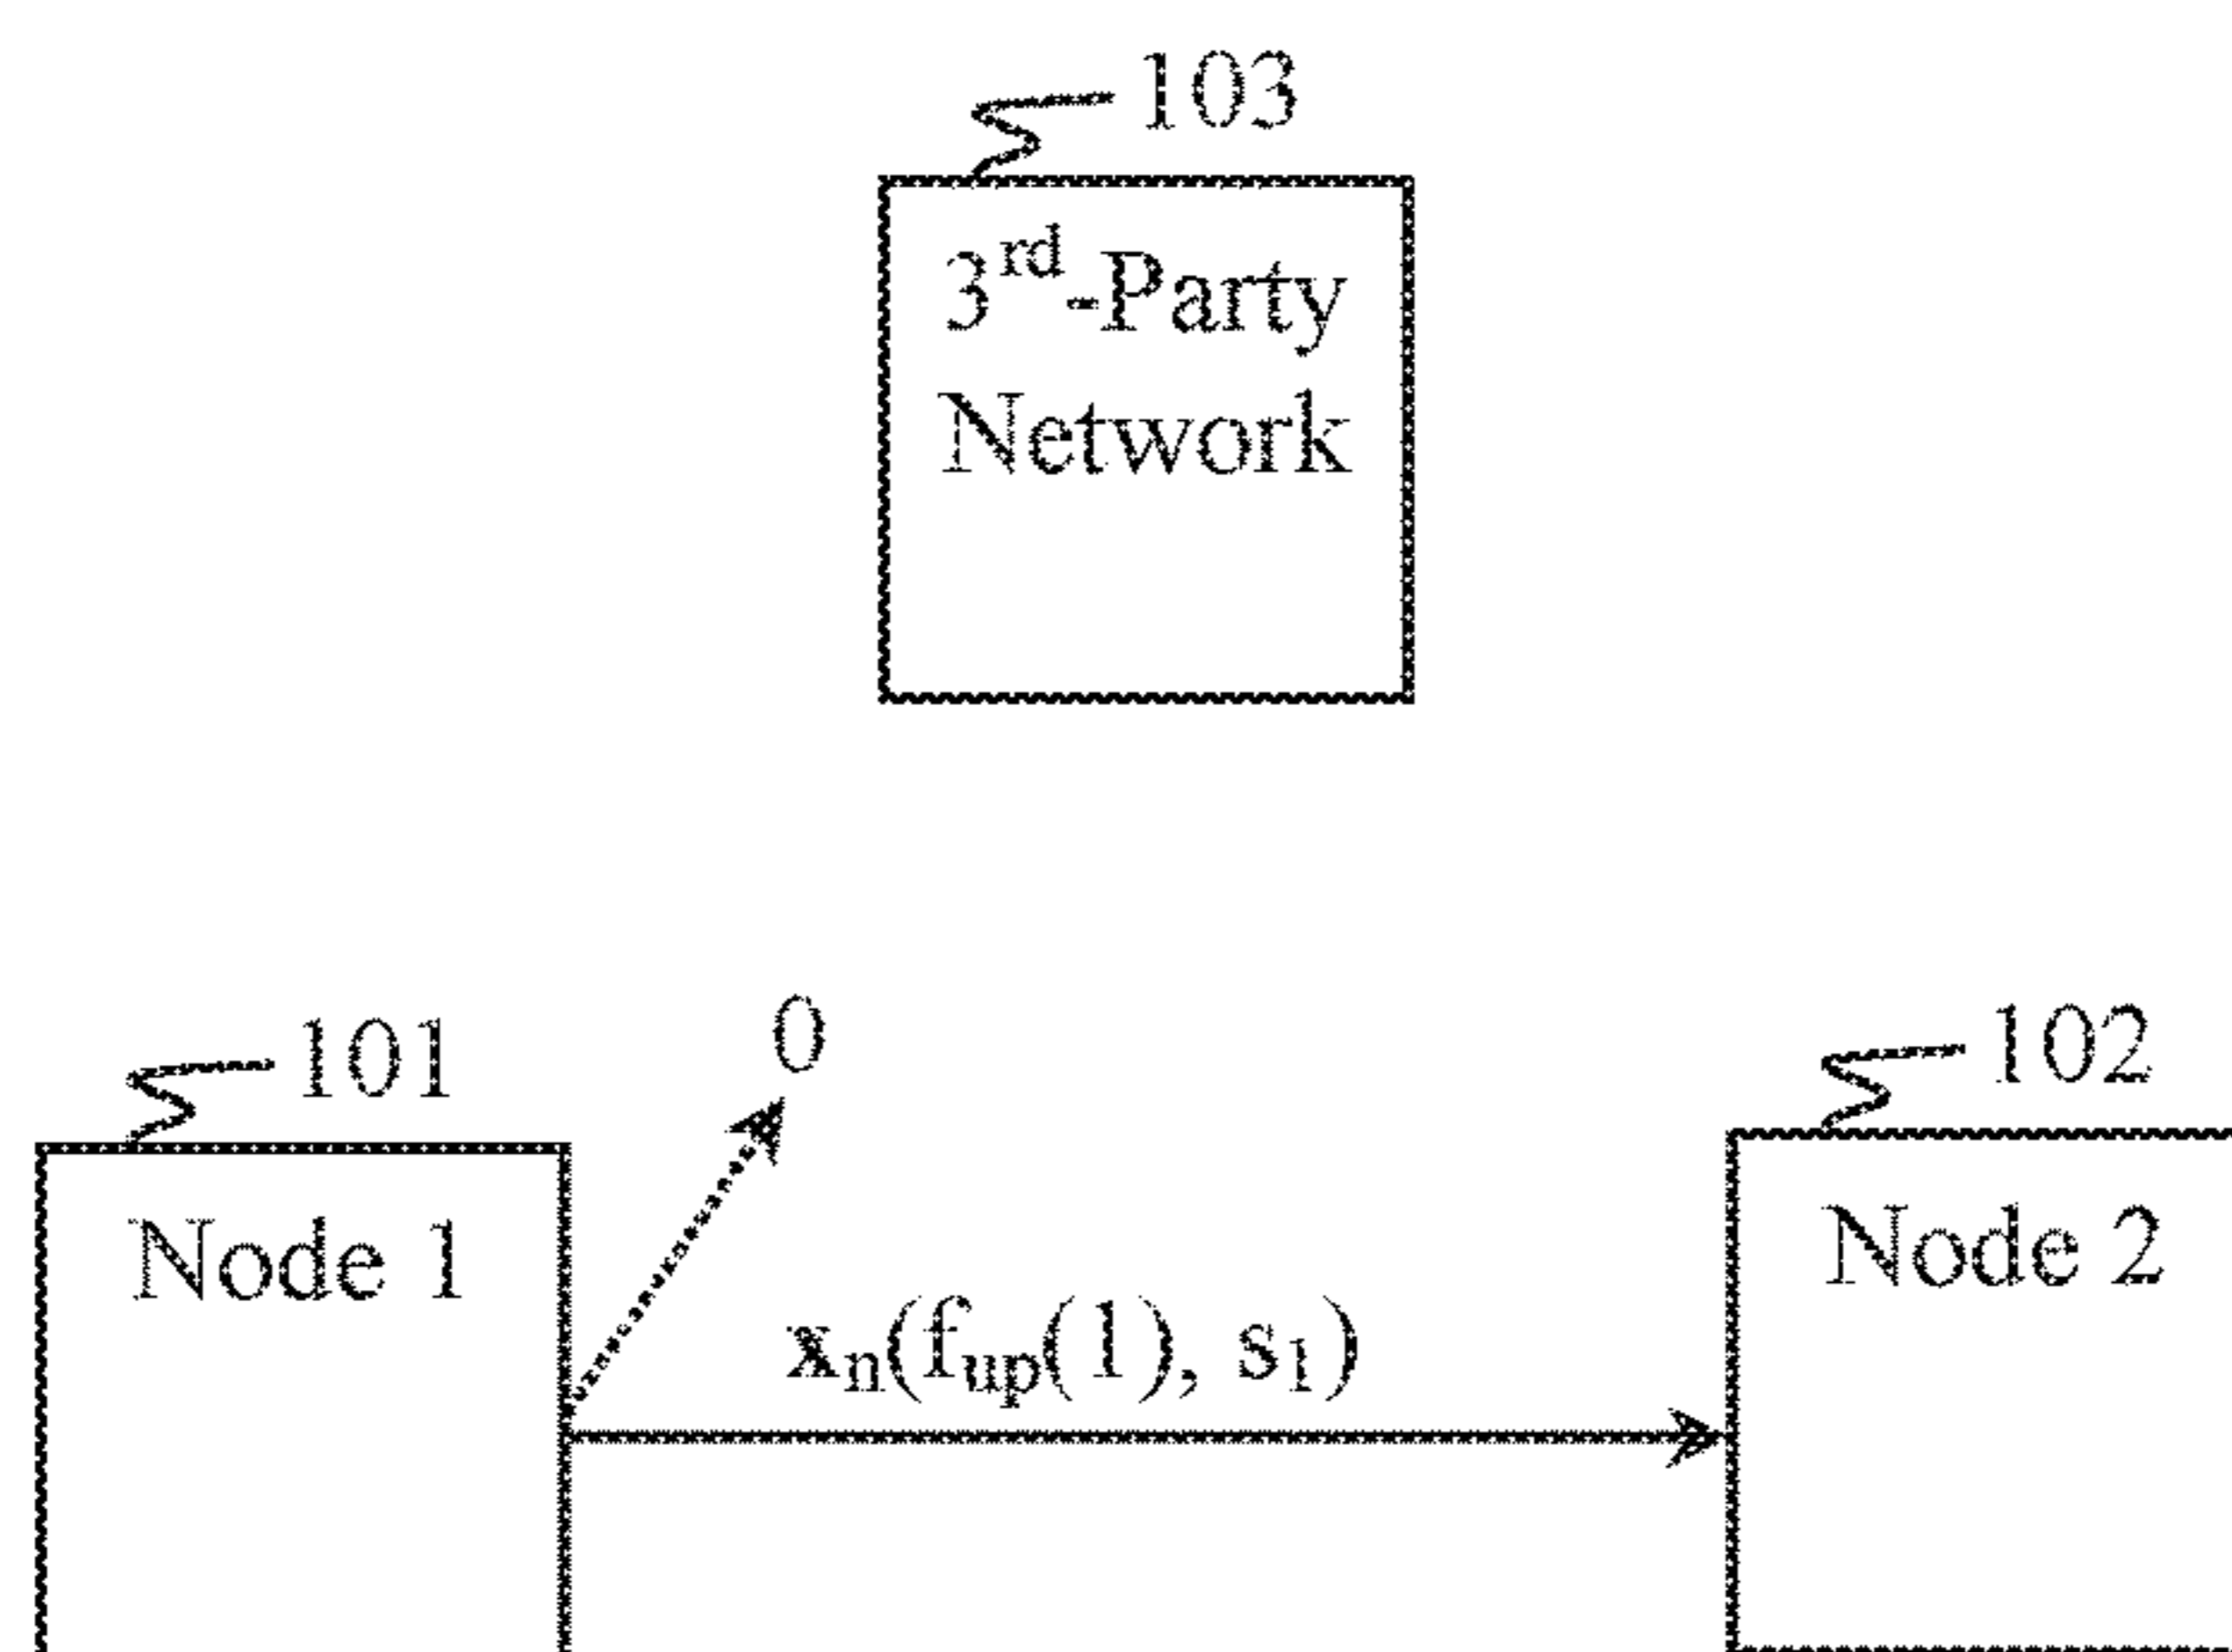 103
3rd-Party
Network
0
101
102
Node 1
Node 2
xn(fup(1), s1)